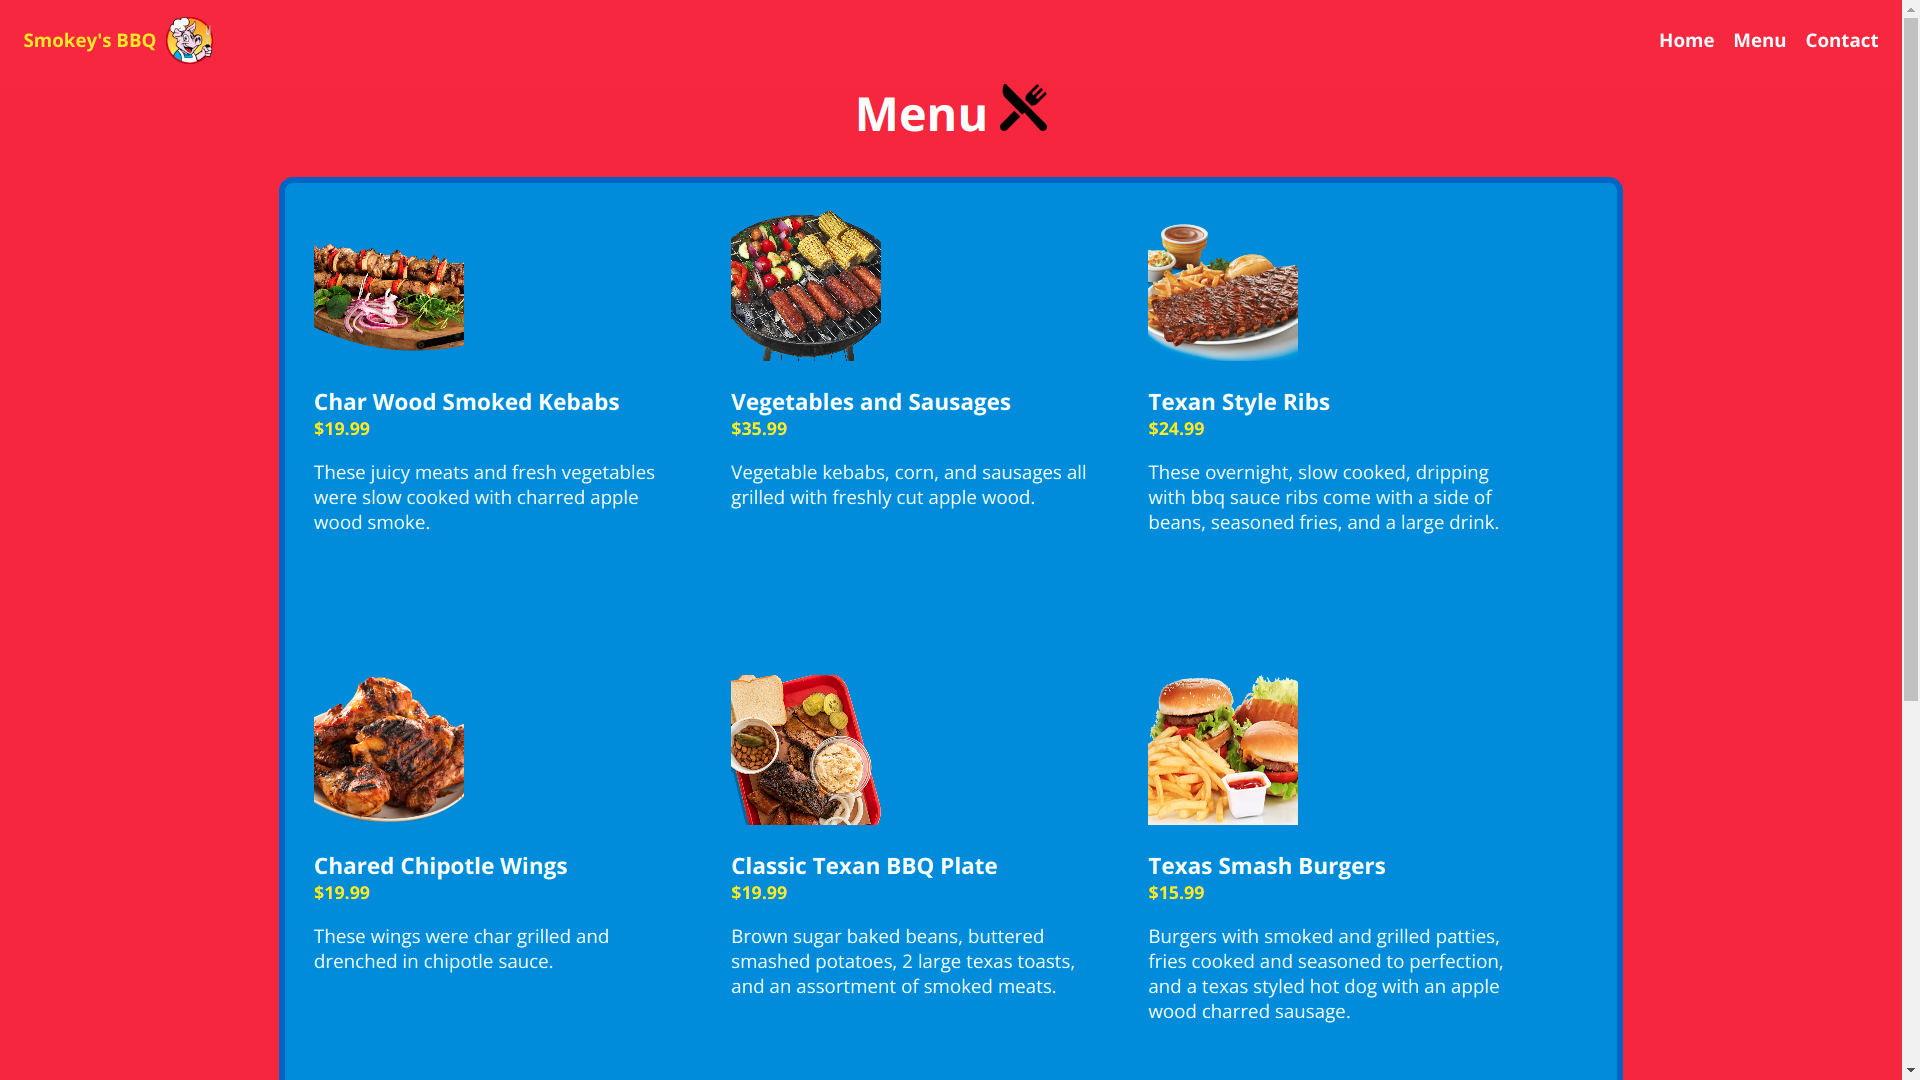 Smokey's BBQ
Home Menu Contact
Menu
Char Wood Smoked Kebabs
$19.99
These juicy meats and fresh vegetables
were slow cooked with charred apple
wood smoke.
Vegetables and Sausages
$35.99
Vegetable kebabs, corn, and sausages all
grilled with freshly cut apple wood.
Texan Style Ribs
$24.99
These overnight, slow cooked, dripping
with bbq sauce ribs come with a side of
beans, seasoned fries, and a large drink.
Chared Chipotle Wings
$19.99
These wings were char grilled and
drenched in chipotle sauce.
Classic Texan BBQ Plate
$19.99
Brown sugar baked beans, buttered
smashed potatoes, 2 large texas toasts,
and an assortment of smoked meats.
Texas Smash Burgers
$15.99
Burgers with smoked and grilled patties,
fries cooked and seasoned to perfection,
and a texas styled hot dog with an apple
wood charred sausage.